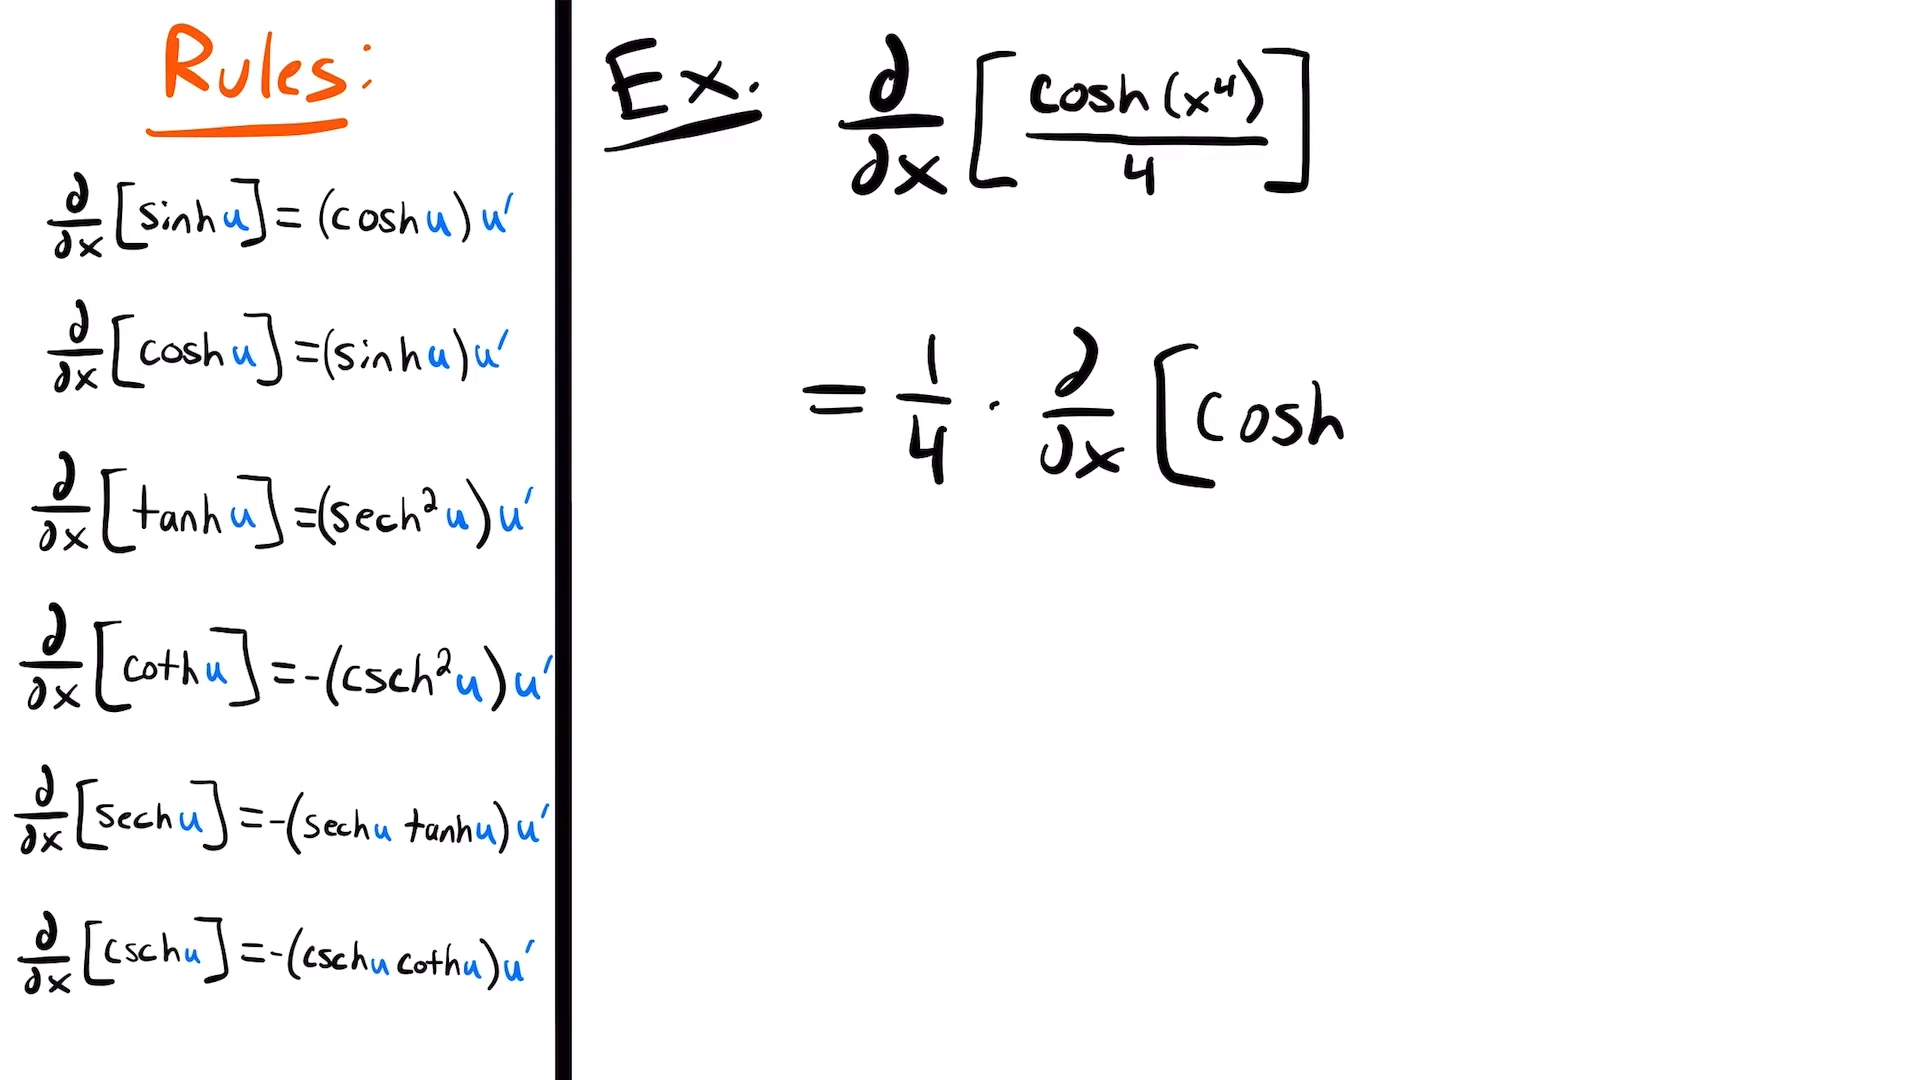 Rules:
∂/∂x [sinh u] = (cosh u) u'
∂/∂x [cosh u] = (sinh u) u'
∂/∂x [tanh u] = (sech² u) u'
∂/∂x [coth u] = -(csch² u) u'
∂/∂x [sech u] = -(sech u tanh u) u'
∂/∂x [csch u] = -(csch u coth u) u'
Ex. ∂/∂x [cosh(x⁴)/4]
= 1/4 · ∂/∂x [cosh